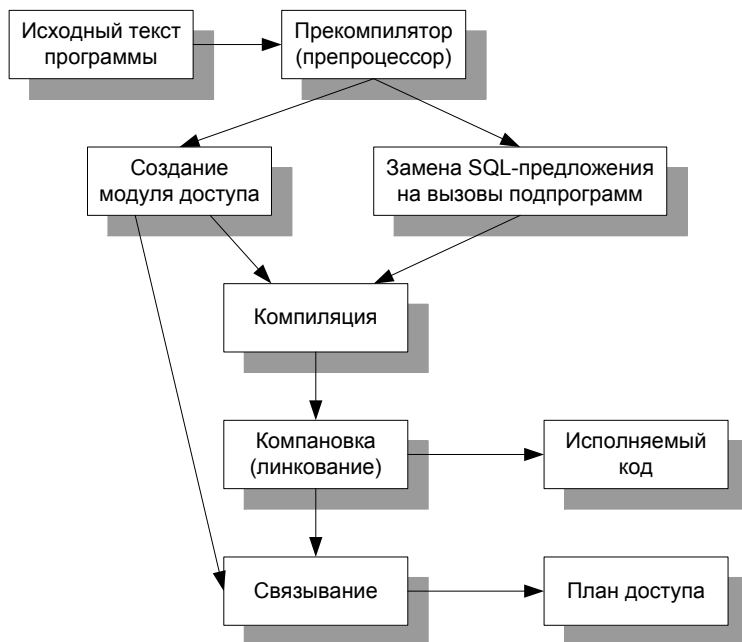 Исходный текст
программы
Прекомпилятор
(препроцессор)
Создание
модуля доступа
Замена SQL-предложения
на вызовы подпрограмм
Компиляция
Компановка
(линкование)
Исполняемый
код
Связывание
План доступа